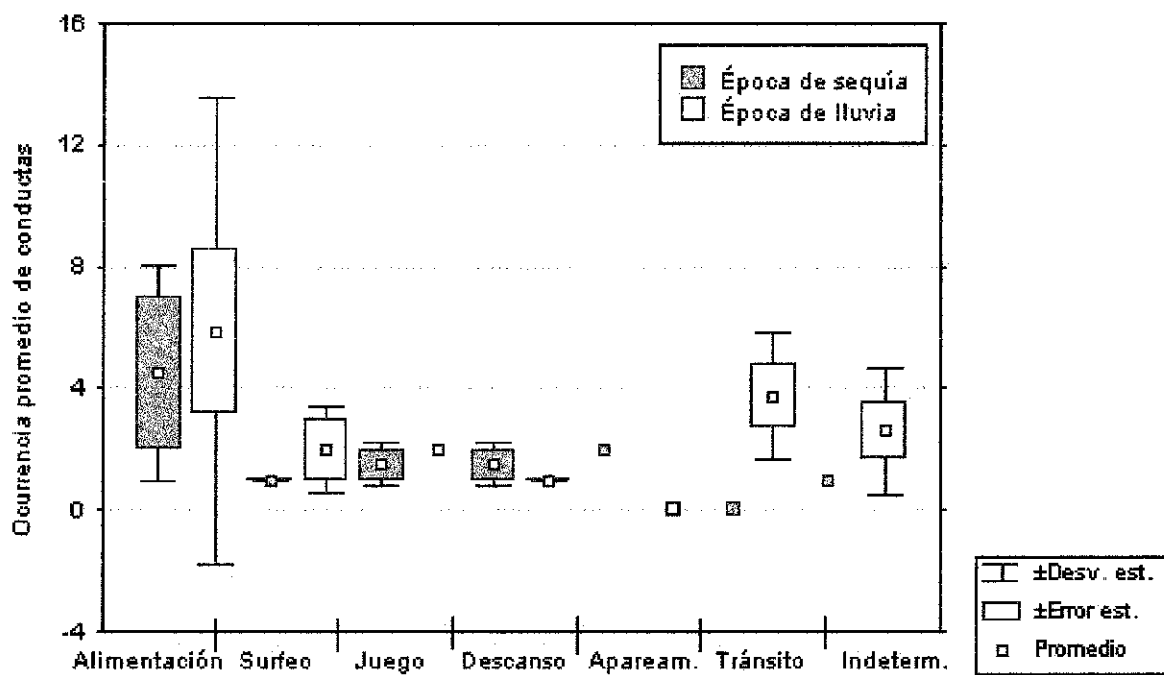 16
12
8
4
0
-4
Ocurrencia promedio de conductas
Época de sequía
Época de lluvia
Alimentación Surfeo Juego Descanso Apaream. Tránsito Indeterm.
±Desv. est.
±Error est.
Promedio